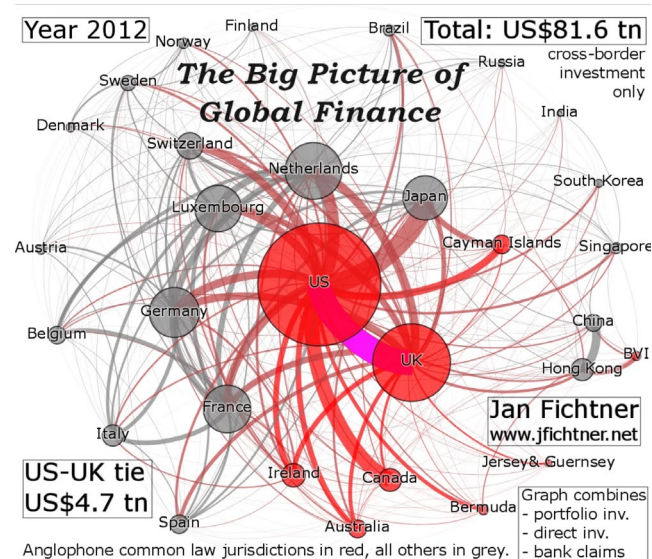 Year 2012
Finland
Brazil
Total: US$81.6 tn
Norway
cross-border
investment
only
Russia
The Big Picture of
Global Finance
Sweden
India
Denmark
Switzerland
Netherlands
South Korea
Luxembourg
Japan
Cayman Islands
Singapore
Austria
US
Germany
China
Belgium
UK
BVI
Hong Kong
France
Jan Fichtner
www.jfichtner.net
Italy
Jersey& Guernsey
US-UK tie
US$4.7 tn
Ireland
Canada
Bermuda
Graph combines
- portfolio inv.
- direct inv.
- bank claims
Spain
Australia
Anglophone common law jurisdictions in red, all others in grey.